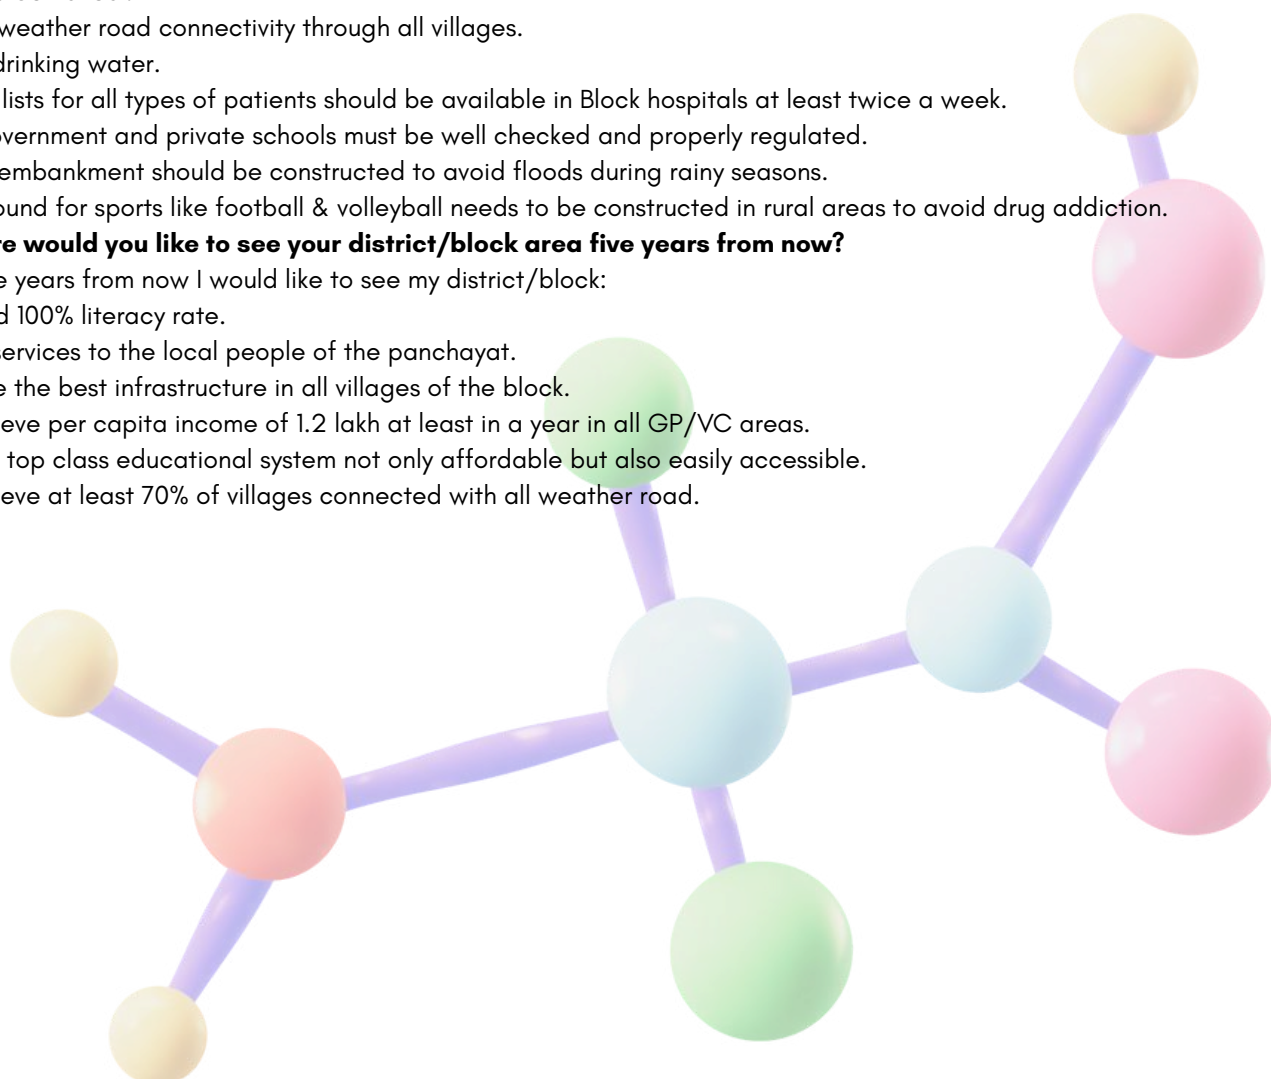 weather road connectivity through all villages.
drinking water.
lists for all types of patients should be available in Block hospitals at least twice a week.
overnment and private schools must be well checked and properly regulated.
embankment should be constructed to avoid floods during rainy seasons.
ound for sports like football & volleyball needs to be constructed in rural areas to avoid drug addiction.
re would you like to see your district/block area five years from now?
e years from now I would like to see my district/block:
d 100% literacy rate.
services to the local people of the panchayat.
e the best infrastructure in all villages of the block.
eve per capita income of 1.2 lakh at least in a year in all GP/VC areas.
top class educational system not only affordable but also easily accessible.
eve at least 70% of villages connected with all weather road.